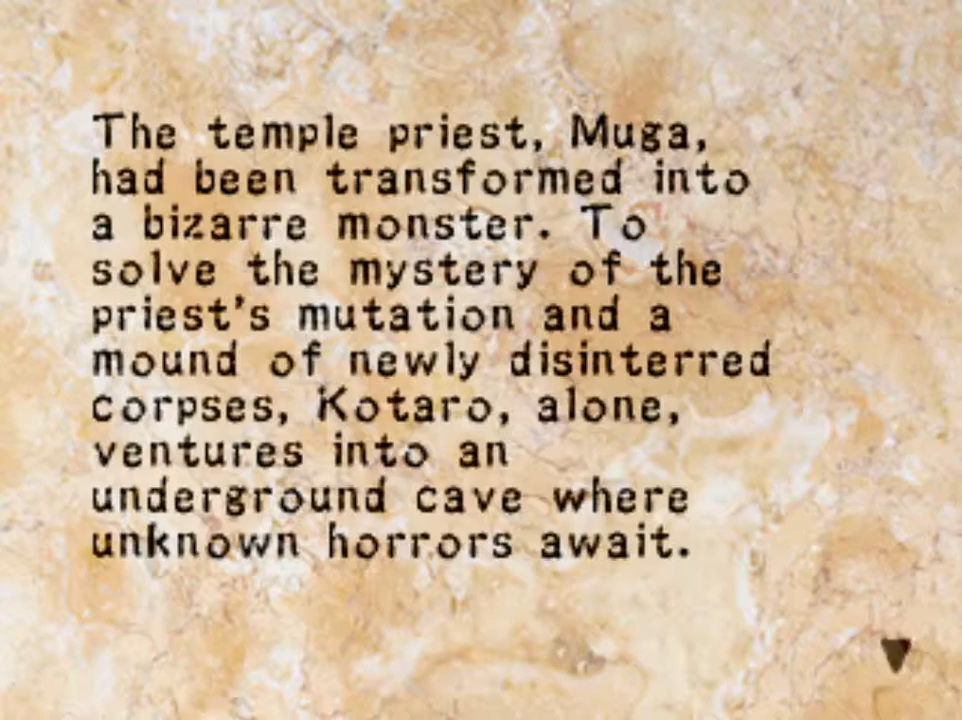 The temple priest, Muga,
had been transformed into
a bizarre monster. To
solve the mystery of the
priest's mutation and a
mound of newly disinterred
corpses, Kotaro, alone,
ventures into an
underground cave where
unknown horrors await.